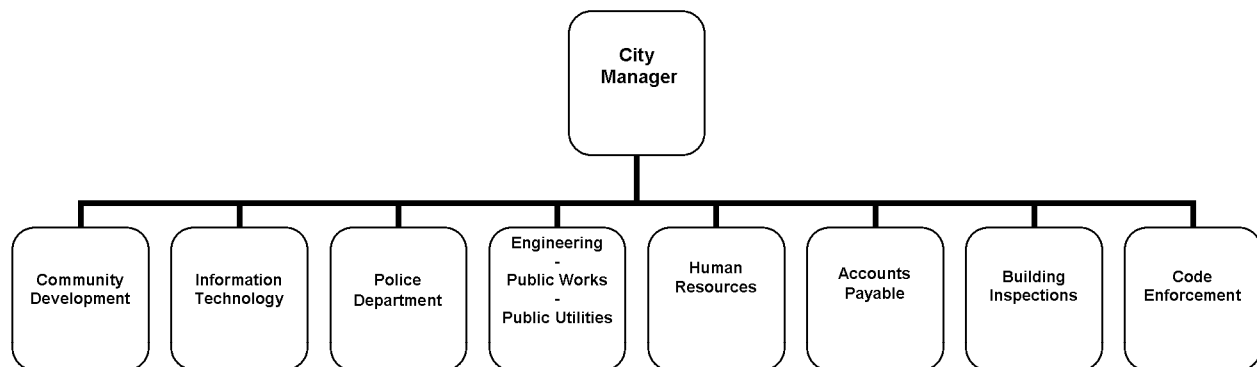 City
Manager
Community
Development
Information
Technology
Police
Department
Engineering
-
Public Works
-
Public Utilities
Human
Resources
Accounts
Payable
Building
Inspections
Code
Enforcement